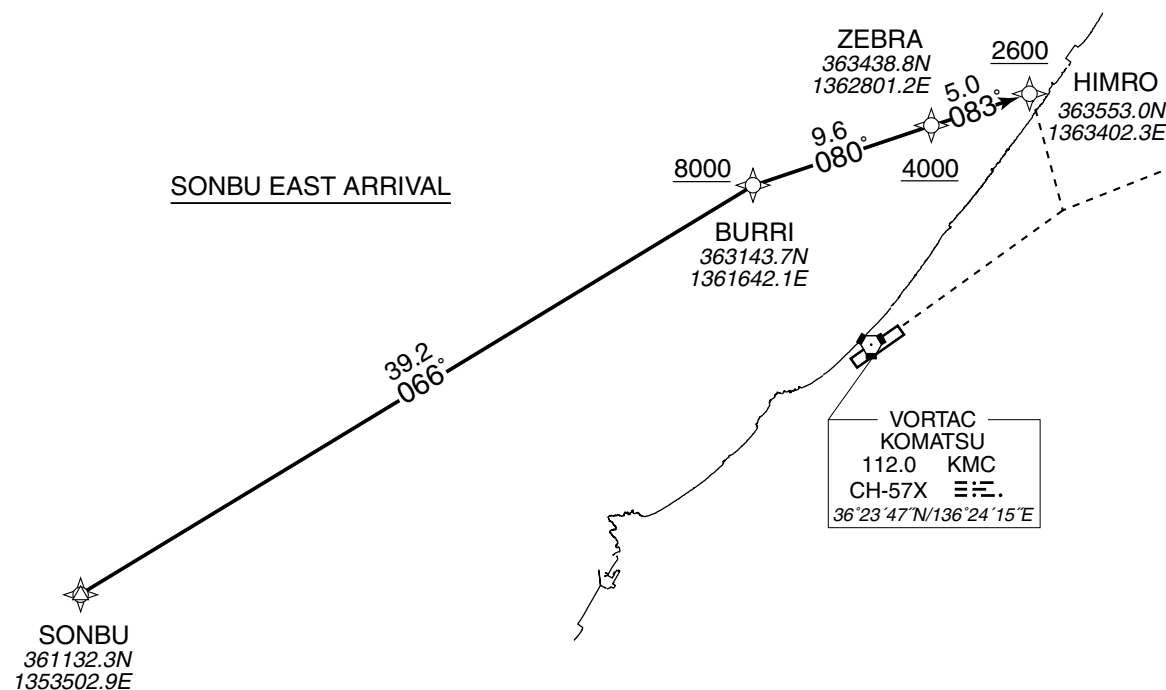 ZEBRA
363438.8N
1362801.2E
2600
HIMRO
363553.0N
1363402.3E
5.0
083°
9.6
080°
4000
8000
SONBU EAST ARRIVAL
BURRI
363143.7N
1361642.1E
39.2
066°
VORTAC
KOMATSU
112.0 KMC
CH-57X
36°23´47˝N/136°24´15˝E
SONBU
361132.3N
1353502.9E